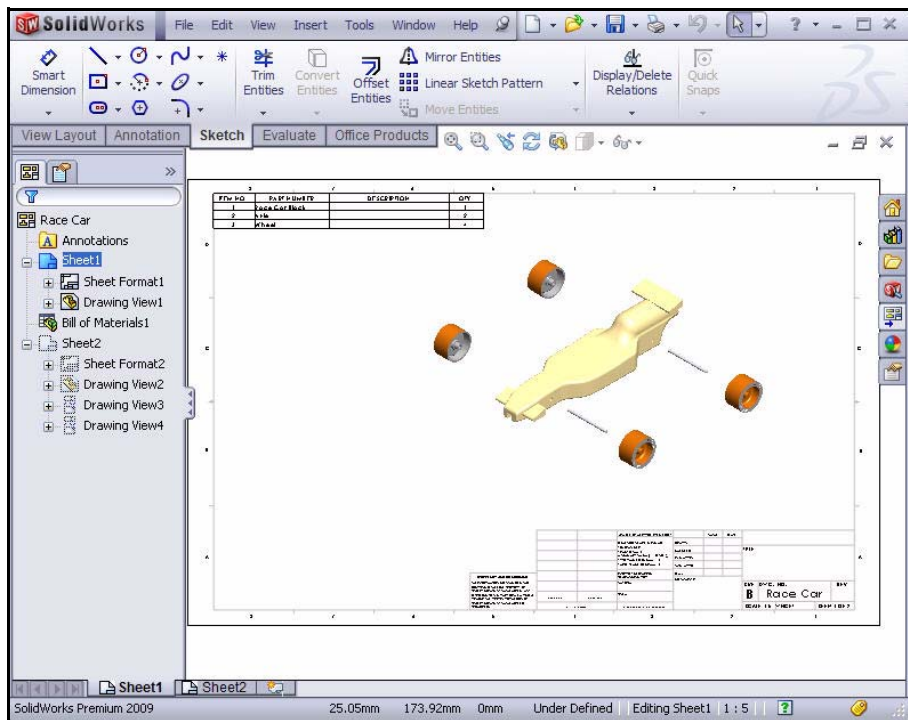 SolidWorks File Edit View Insert Tools Window Help ?
Smart Dimension
Trim Entities
Convert Entities
Offset Entities
Mirror Entities
Linear Sketch Pattern
Move Entities
Display/Delete Relations
Quick Snaps
View Layout Annotation Sketch Evaluate Office Products
Race Car
Annotations
Sheet1
Sheet Format1
Drawing View1
Bill of Materials1
Sheet2
Sheet Format2
Drawing View2
Drawing View3
Drawing View4
ITEM NO. PART NUMBER DESCRIPTION QTY.
1 Race Car Block 1
2 Axle 2
3 Wheel 4
B Race Car
Sheet1 Sheet2
SolidWorks Premium 2009 25.05mm 173.92mm 0mm Under Defined Editing Sheet1 1 : 5